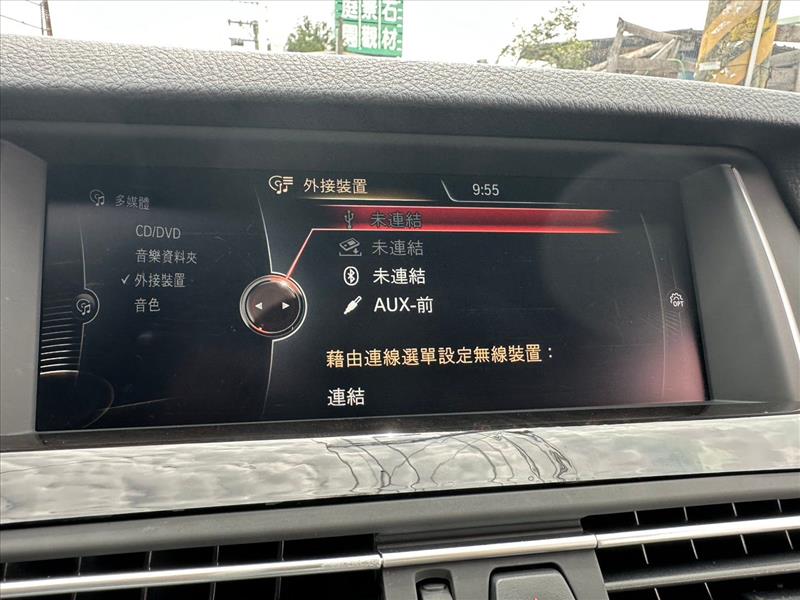 外接裝置
9:55
多媒體
CD/DVD
音樂資料夾
✓外接裝置
音色
未連結
未連結
未連結
AUX-前
OPT
藉由連線選單設定無線裝置：
連結